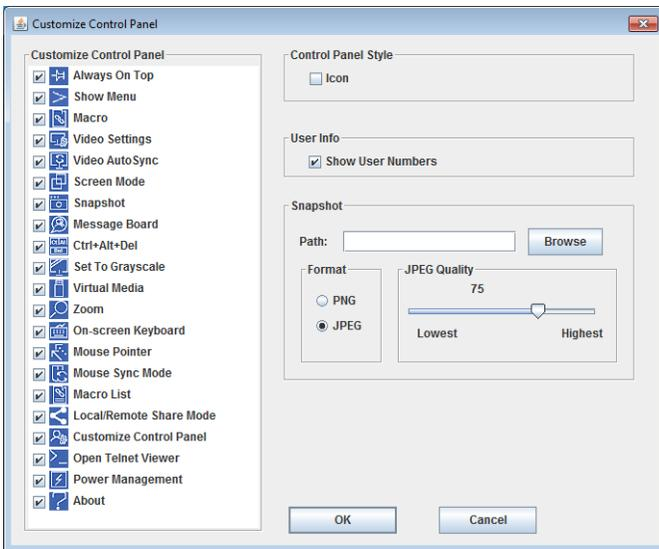 Customize Control Panel
Customize Control Panel
Always On Top
Show Menu
Macro
Video Settings
Video AutoSync
Screen Mode
Snapshot
Message Board
Ctrl+Alt+Del
Set To Grayscale
Virtual Media
Zoom
On-screen Keyboard
Mouse Pointer
Mouse Sync Mode
Macro List
Local/Remote Share Mode
Customize Control Panel
Open Telnet Viewer
Power Management
About
Control Panel Style
Icon
User Info
Show User Numbers
Snapshot
Path:
Browse
Format
PNG
JPEG
JPEG Quality
75
Lowest Highest
OK Cancel